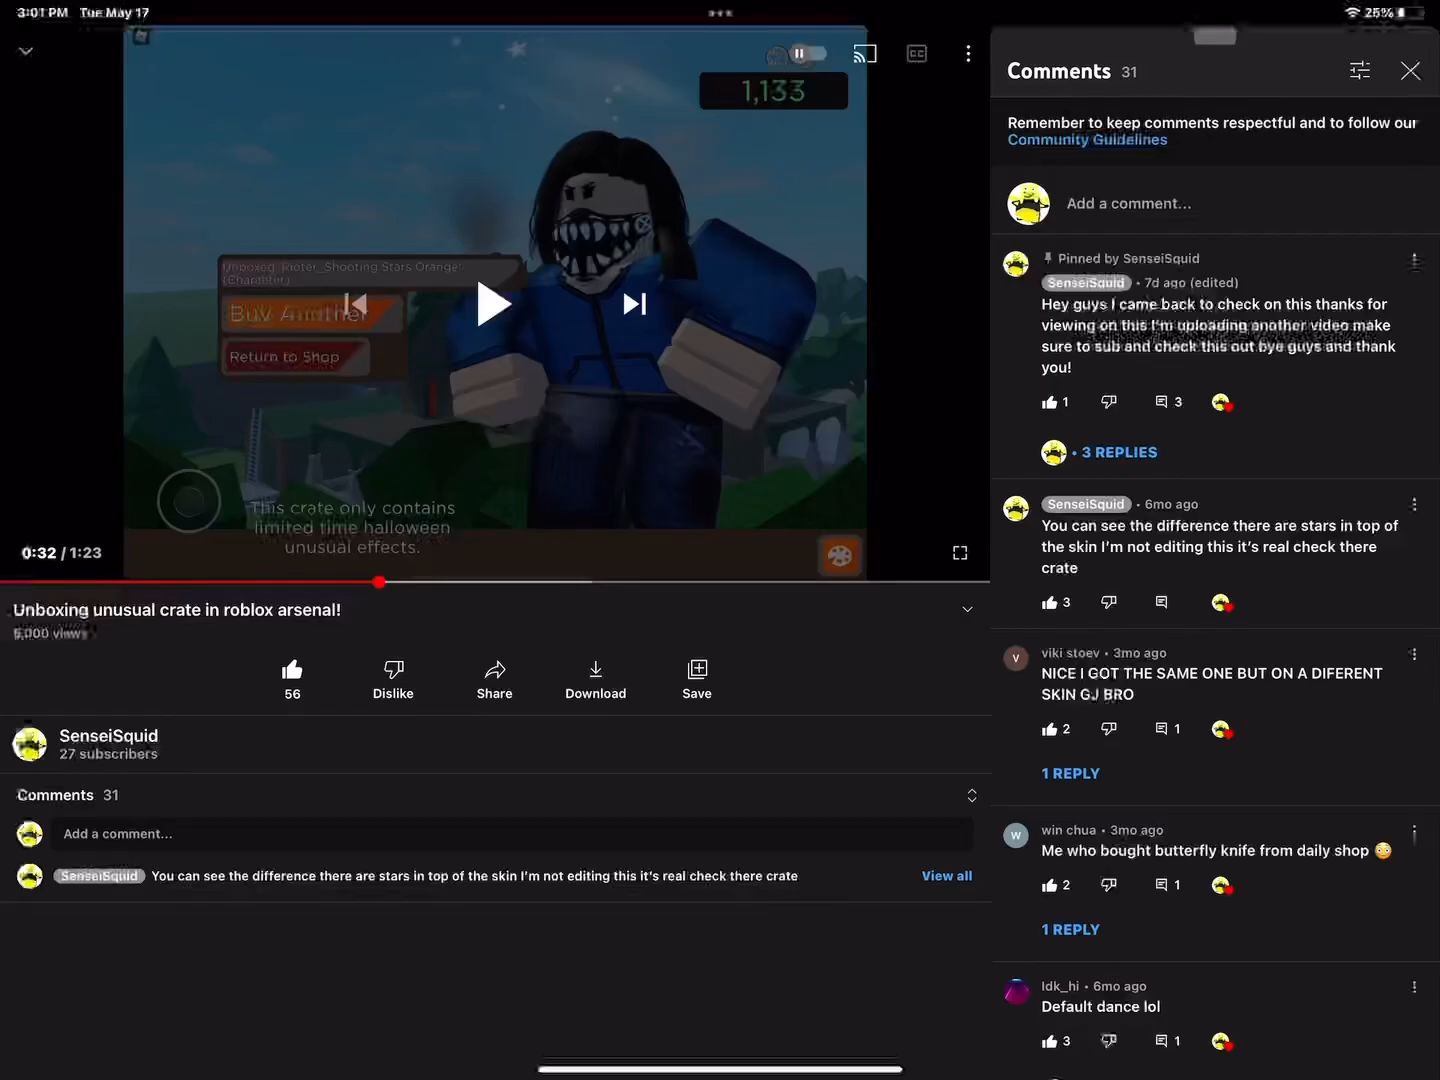 3:01 PM Tue May 17
25%
1,133
Unboxed: Rioter_Shooting Stars Orange!
(Character)
Buy Another
Return to Shop
This crate only contains
limited time halloween
unusual effects.
0:32 / 1:23
Unboxing unusual crate in roblox arsenal!
views
56
Dislike
Share
Download
Save
SenseiSquid
27 subscribers
Comments 31
Add a comment...
SenseiSquid You can see the difference there are stars in top of the skin I'm not editing this it's real check there crate
View all
Comments 31
Remember to keep comments respectful and to follow our
Community Guidelines
Add a comment...
Pinned by SenseiSquid
SenseiSquid • 7d ago (edited)
Hey guys I came back to check on this thanks for
viewing on this I'm uploading another video make
sure to sub and check this out bye guys and thank
you!
1
3
• 3 REPLIES
SenseiSquid • 6mo ago
You can see the difference there are stars in top of
the skin I'm not editing this it's real check there
crate
3
viki stoev • 3mo ago
NICE I GOT THE SAME ONE BUT ON A DIFERENT
SKIN GJ BRO
2
1
1 REPLY
win chua • 3mo ago
Me who bought butterfly knife from daily shop 😳
2
1
1 REPLY
Idk_hi • 6mo ago
Default dance lol
3
1